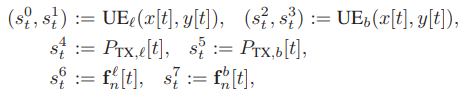 (s_t^0, s_t^1) := UE_ℓ(x[t], y[t]), (s_t^2, s_t^3) := UE_b(x[t], y[t]),
s_t^4 := P_{TX,ℓ}[t], s_t^5 := P_{TX,b}[t],
s_t^6 := f_n^ℓ[t], s_t^7 := f_n^b[t],